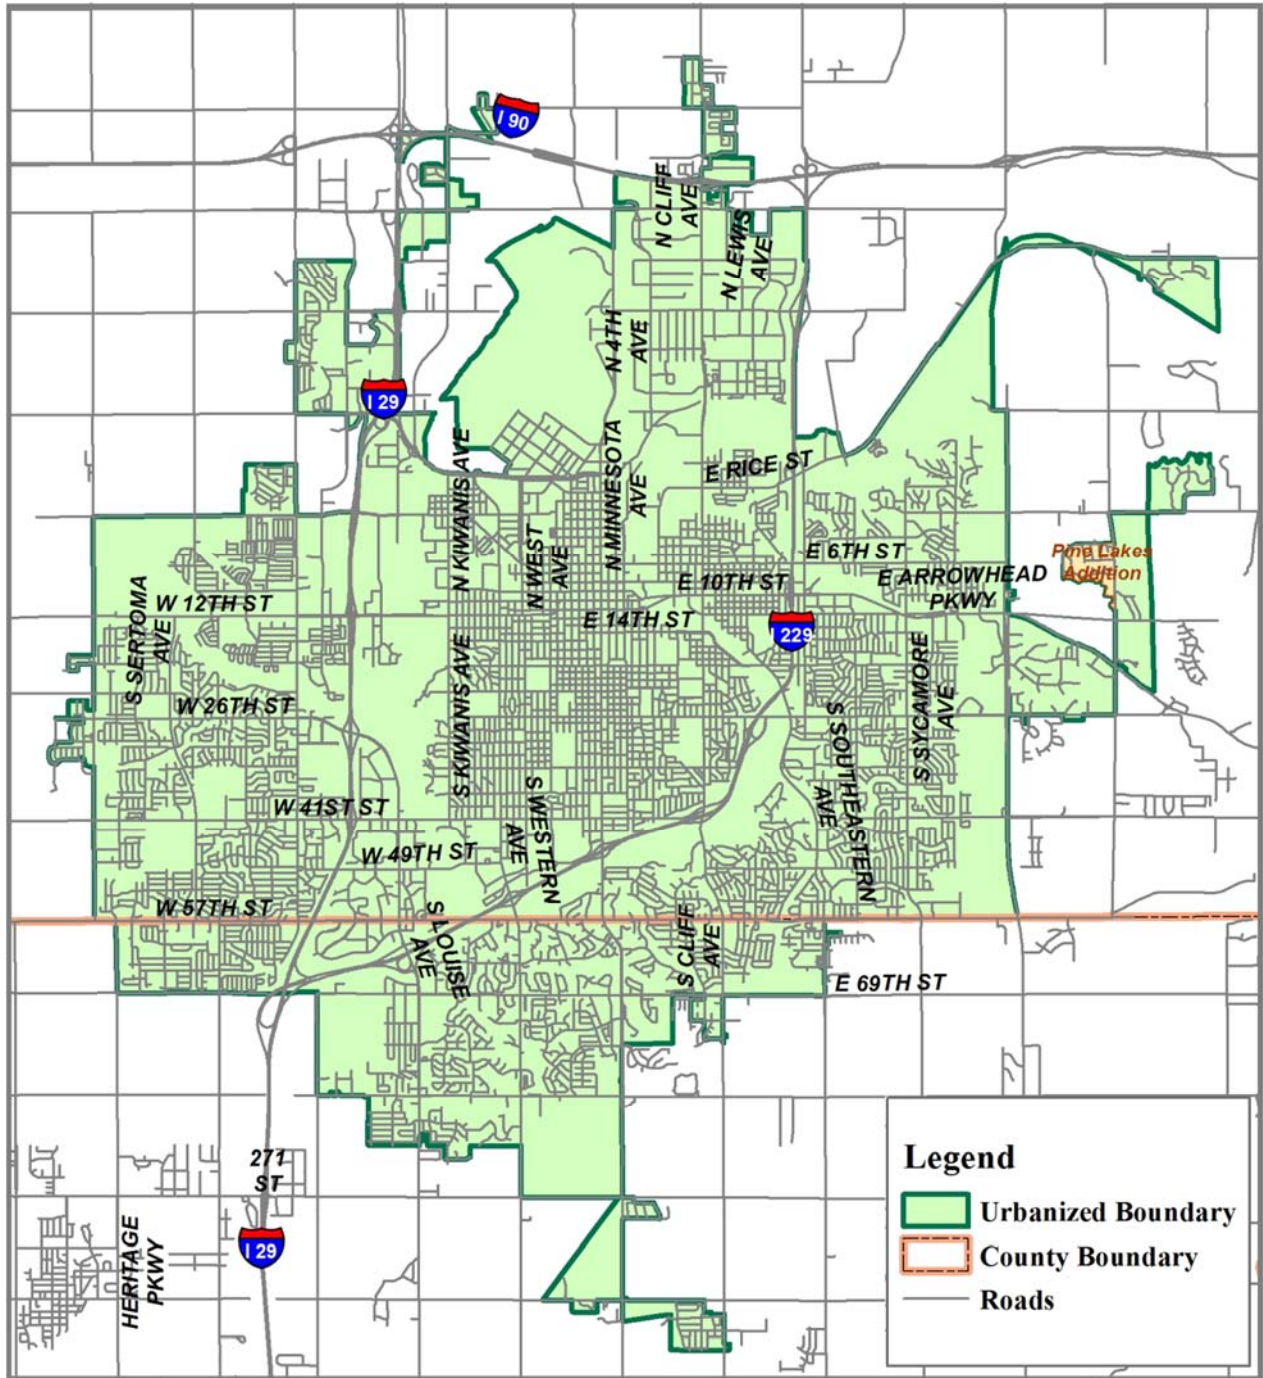 I 90
N CLIFF
AVE
N LEWIS
AVE
N 4TH
AVE
I 29
N KIWANIS AVE
N MINNESOTA
AVE
E RICE ST
N WEST
AVE
E 6TH ST
Pine Lakes
Addition
E 10TH ST
E ARROWHEAD
PKWY
S SERTOMA
AVE
W 12TH ST
E 14TH ST
I 229
S KIWANIS AVE
S SYCAMORE
AVE
W 26TH ST
S SOUTHEASTERN
AVE
W 41ST ST
S WESTERN
AVE
W 49TH ST
W 57TH ST
S LOUISE
AVE
S CLIFF
AVE
E 69TH ST
271
ST
HERITAGE
PKWY
I 29
Legend
Urbanized Boundary
County Boundary
Roads